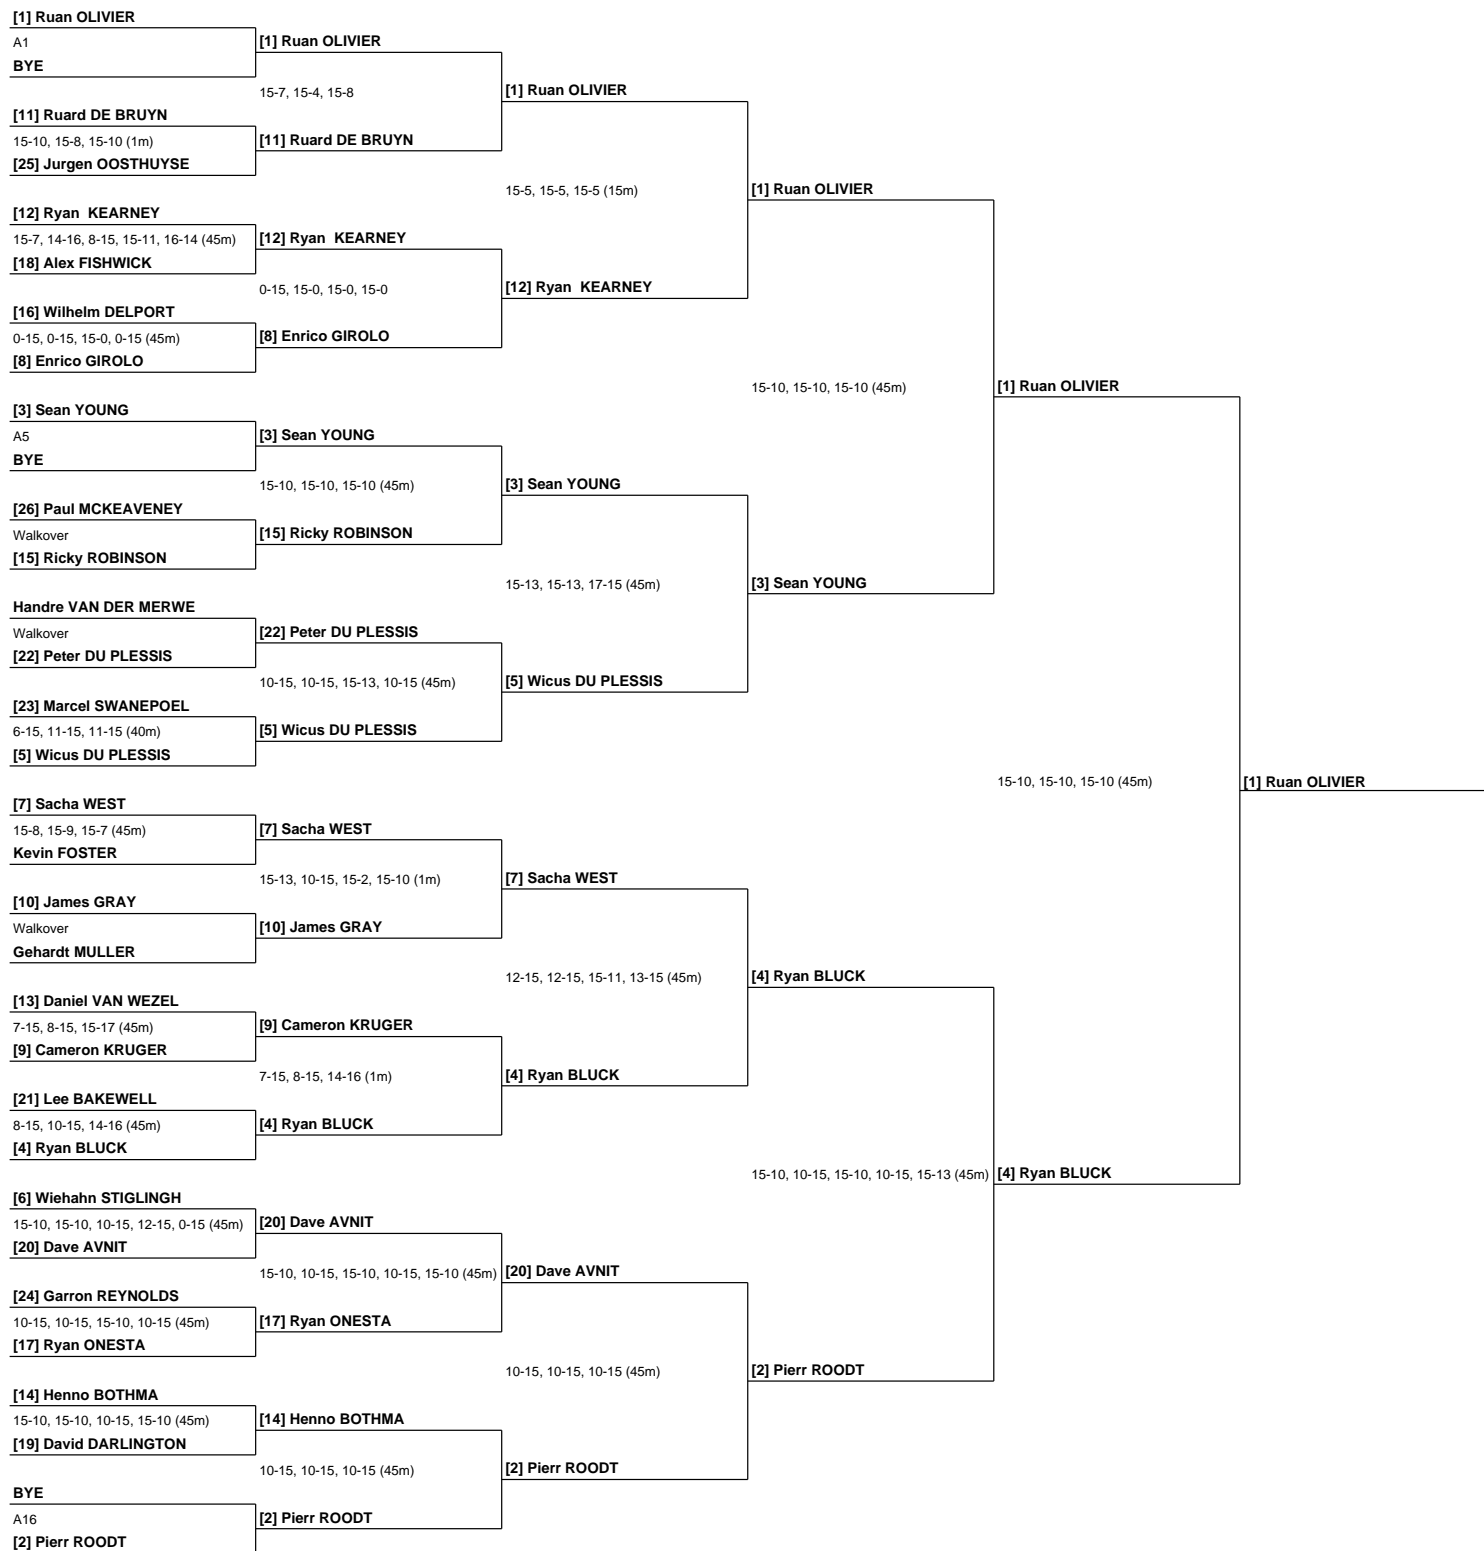 [1] Ruan OLIVIER
A1
BYE
[11] Ruard DE BRUYN
15-10, 15-8, 15-10 (1m)
[25] Jurgen OOSTHUYSE
[12] Ryan  KEARNEY
15-7, 14-16, 8-15, 15-11, 16-14 (45m)
[18] Alex FISHWICK
[16] Wilhelm DELPORT
0-15, 0-15, 15-0, 0-15 (45m)
[8] Enrico GIROLO
[3] Sean YOUNG
A5
BYE
[26] Paul MCKEAVENEY
Walkover
[15] Ricky ROBINSON
Handre VAN DER MERWE
Walkover
[22] Peter DU PLESSIS
[23] Marcel SWANEPOEL
6-15, 11-15, 11-15 (40m)
[5] Wicus DU PLESSIS
[7] Sacha WEST
15-8, 15-9, 15-7 (45m)
Kevin FOSTER
[10] James GRAY
Walkover
Gehardt MULLER
[13] Daniel VAN WEZEL
7-15, 8-15, 15-17 (45m)
[9] Cameron KRUGER
[21] Lee BAKEWELL
8-15, 10-15, 14-16 (45m)
[4] Ryan BLUCK
[6] Wiehahn STIGLINGH
15-10, 15-10, 10-15, 12-15, 0-15 (45m)
[20] Dave AVNIT
[24] Garron REYNOLDS
10-15, 10-15, 15-10, 10-15 (45m)
[17] Ryan ONESTA
[14] Henno BOTHMA
15-10, 15-10, 10-15, 15-10 (45m)
[19] David DARLINGTON
BYE
A16
[2] Pierr ROODT
[1] Ruan OLIVIER
15-7, 15-4, 15-8
[11] Ruard DE BRUYN
[12] Ryan  KEARNEY
0-15, 15-0, 15-0, 15-0
[8] Enrico GIROLO
[3] Sean YOUNG
15-10, 15-10, 15-10 (45m)
[15] Ricky ROBINSON
[22] Peter DU PLESSIS
10-15, 10-15, 15-13, 10-15 (45m)
[5] Wicus DU PLESSIS
[7] Sacha WEST
15-13, 10-15, 15-2, 15-10 (1m)
[10] James GRAY
[9] Cameron KRUGER
7-15, 8-15, 14-16 (1m)
[4] Ryan BLUCK
[20] Dave AVNIT
15-10, 10-15, 15-10, 10-15, 15-10 (45m)
[17] Ryan ONESTA
[14] Henno BOTHMA
10-15, 10-15, 10-15 (45m)
[2] Pierr ROODT
[1] Ruan OLIVIER
15-5, 15-5, 15-5 (15m)
[12] Ryan  KEARNEY
[3] Sean YOUNG
15-13, 15-13, 17-15 (45m)
[5] Wicus DU PLESSIS
[7] Sacha WEST
12-15, 12-15, 15-11, 13-15 (45m)
[4] Ryan BLUCK
[20] Dave AVNIT
10-15, 10-15, 10-15 (45m)
[2] Pierr ROODT
[1] Ruan OLIVIER
15-10, 15-10, 15-10 (45m)
[3] Sean YOUNG
[4] Ryan BLUCK
15-10, 10-15, 15-10, 10-15, 15-13 (45m)
[2] Pierr ROODT
[1] Ruan OLIVIER
15-10, 15-10, 15-10 (45m)
[4] Ryan BLUCK
[1] Ruan OLIVIER